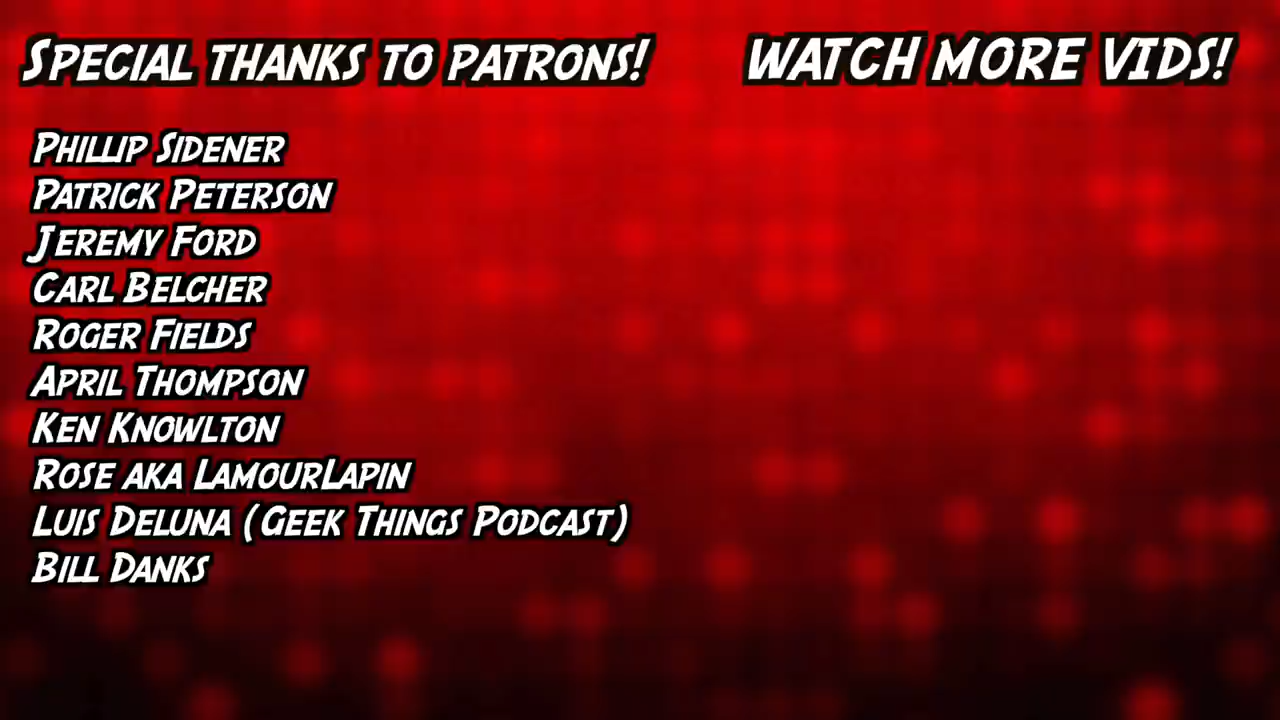 Special thanks to patrons!
WATCH MORE VIDS!
Phillip Sidener
Patrick Peterson
Jeremy Ford
Carl Belcher
Roger Fields
April Thompson
Ken Knowlton
Rose aka LamourLapin
Luis Deluna (Geek Things Podcast)
Bill Danks